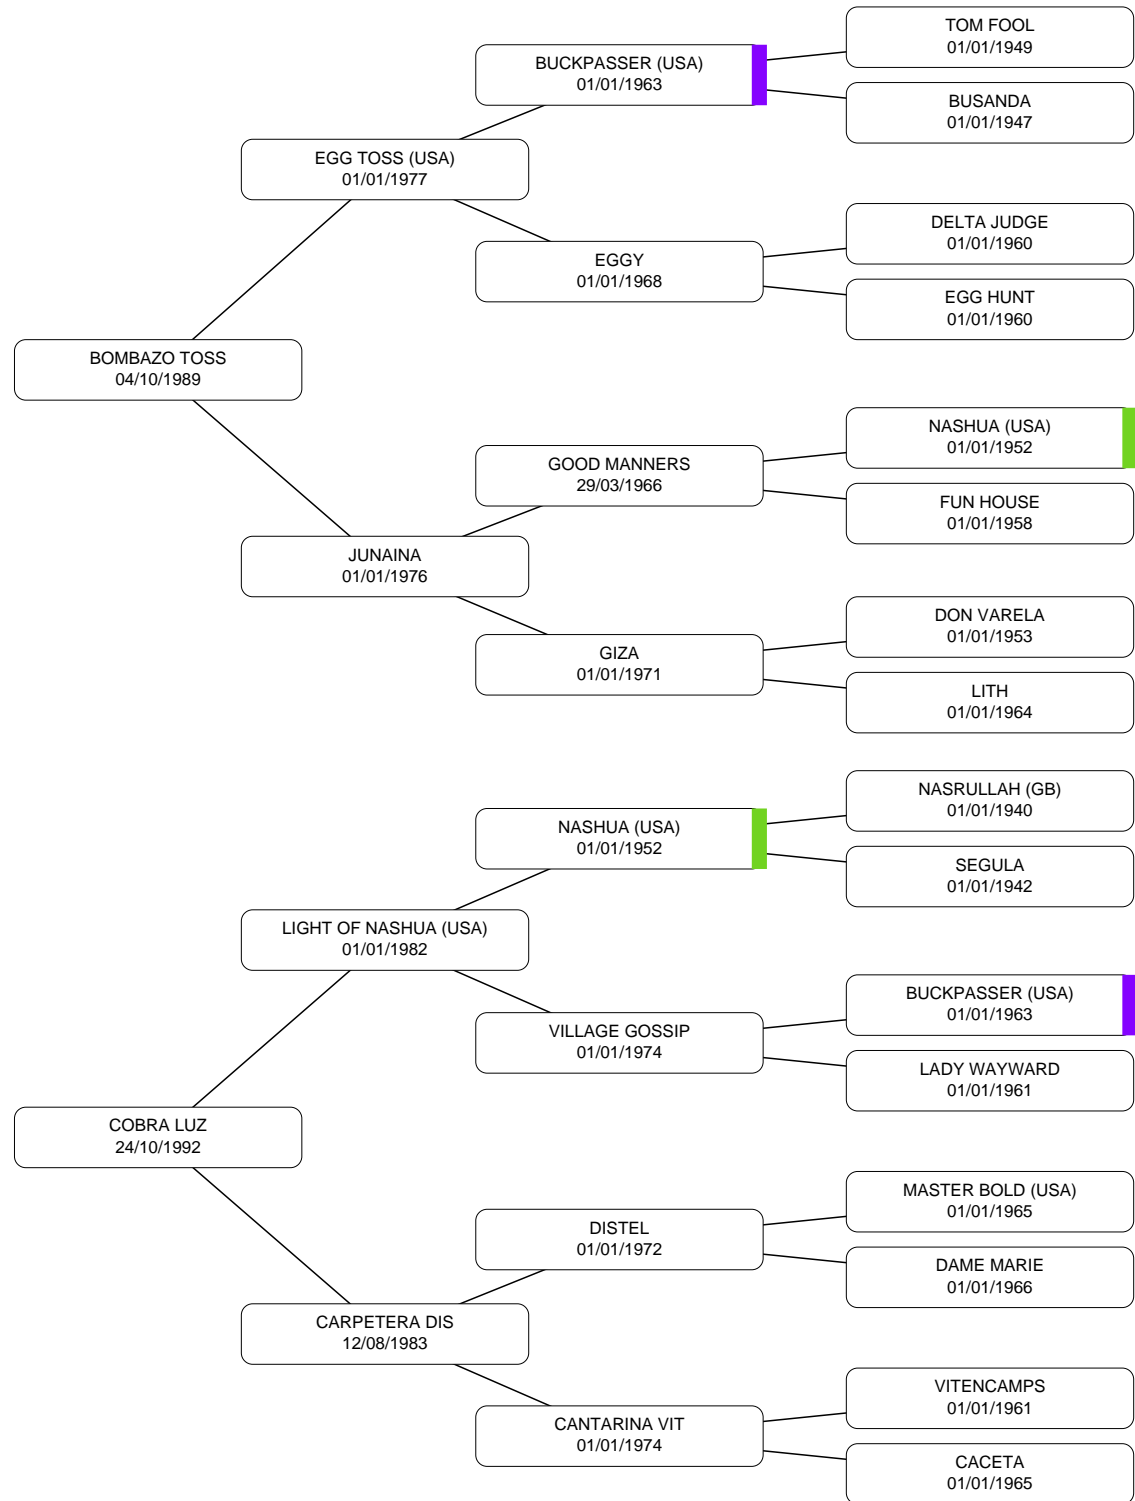 TOM FOOL
01/01/1949
BUCKPASSER (USA)
01/01/1963
BUSANDA
01/01/1947
EGG TOSS (USA)
01/01/1977
DELTA JUDGE
01/01/1960
EGGY
01/01/1968
EGG HUNT
01/01/1960
BOMBAZO TOSS
04/10/1989
NASHUA (USA)
01/01/1952
GOOD MANNERS
29/03/1966
FUN HOUSE
01/01/1958
JUNAINA
01/01/1976
DON VARELA
01/01/1953
GIZA
01/01/1971
LITH
01/01/1964
NASRULLAH (GB)
01/01/1940
NASHUA (USA)
01/01/1952
SEGULA
01/01/1942
LIGHT OF NASHUA (USA)
01/01/1982
BUCKPASSER (USA)
01/01/1963
VILLAGE GOSSIP
01/01/1974
LADY WAYWARD
01/01/1961
COBRA LUZ
24/10/1992
MASTER BOLD (USA)
01/01/1965
DISTEL
01/01/1972
DAME MARIE
01/01/1966
CARPETERA DIS
12/08/1983
VITENCAMPS
01/01/1961
CANTARINA VIT
01/01/1974
CACETA
01/01/1965